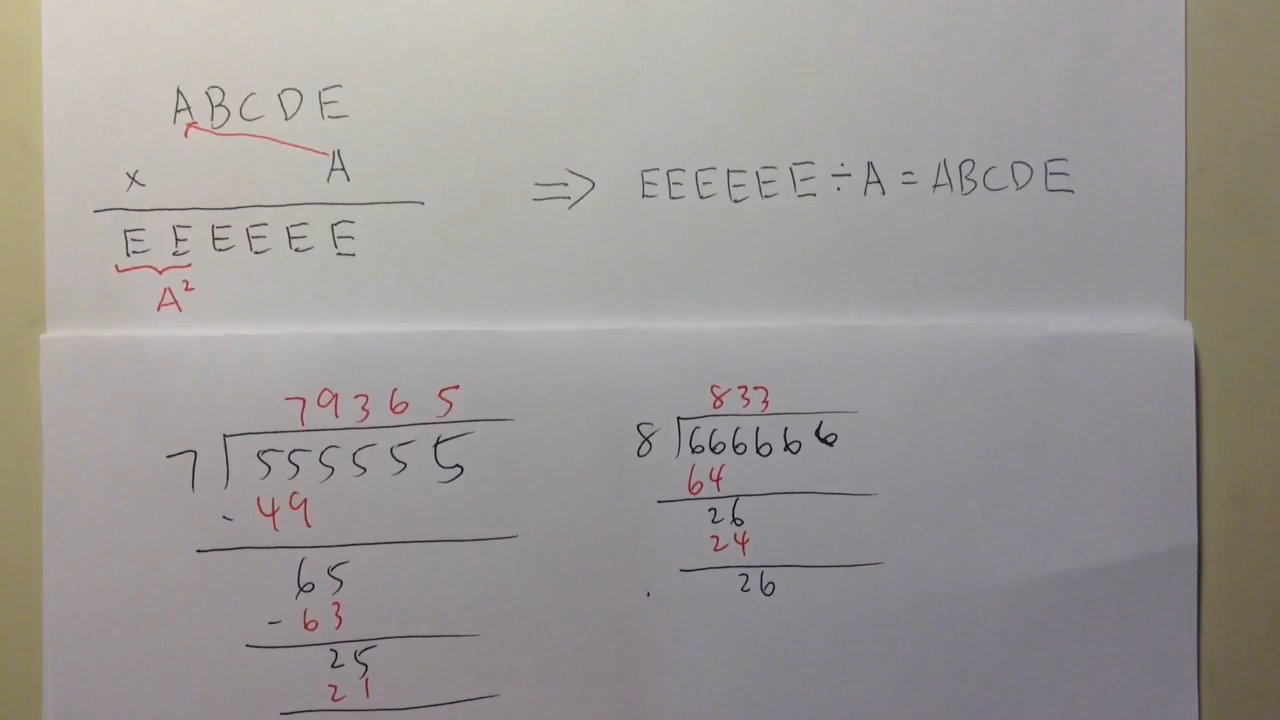 ABCDE
× A
EEEEEE
A²
⇒ EEEEEE÷A=ABCDE
79365
7 555555
- 49
65
- 63
25
21
833
8 666666
64
26
24
26